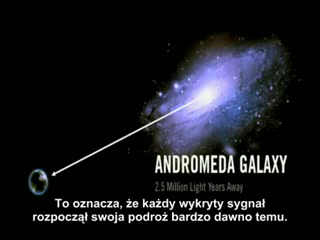 ANDROMEDA GALAXY
2.5 Million Light Years Away
To oznacza, że każdy wykryty sygnał
rozpoczął swoja podroż bardzo dawno temu.